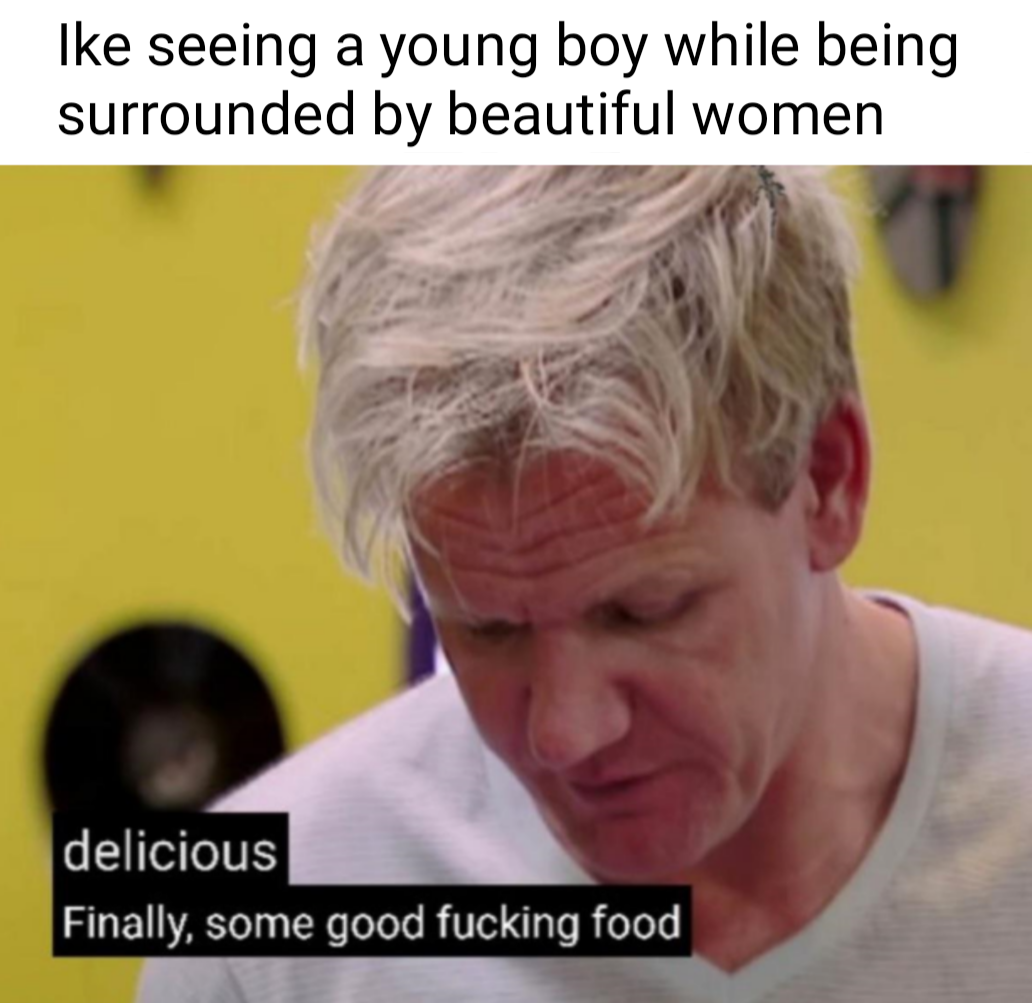 Ike seeing a young boy while being
surrounded by beautiful women
delicious
Finally, some good fucking food